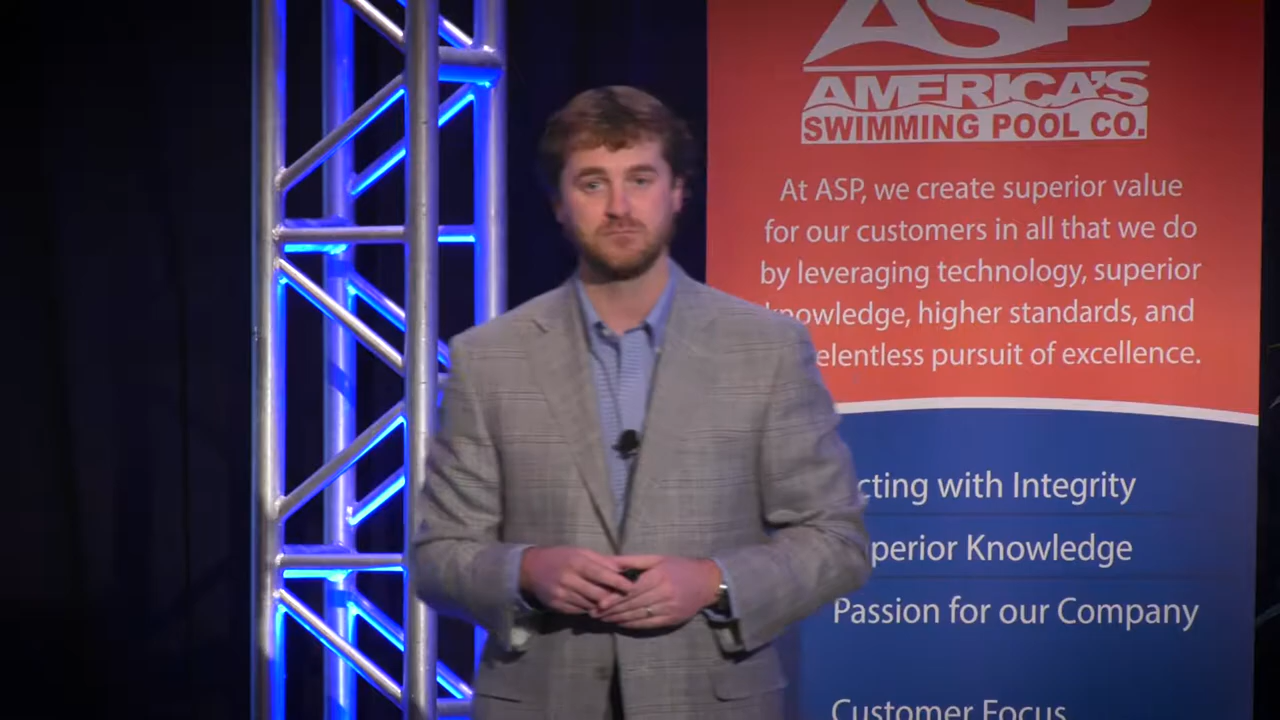 ASP
AMERICA'S
SWIMMING POOL CO.
At ASP, we create superior value
for our customers in all that we do
by leveraging technology, superior
knowledge, higher standards, and
elentless pursuit of excellence.
cting with Integrity
perior Knowledge
Passion for our Company
Customer Focus